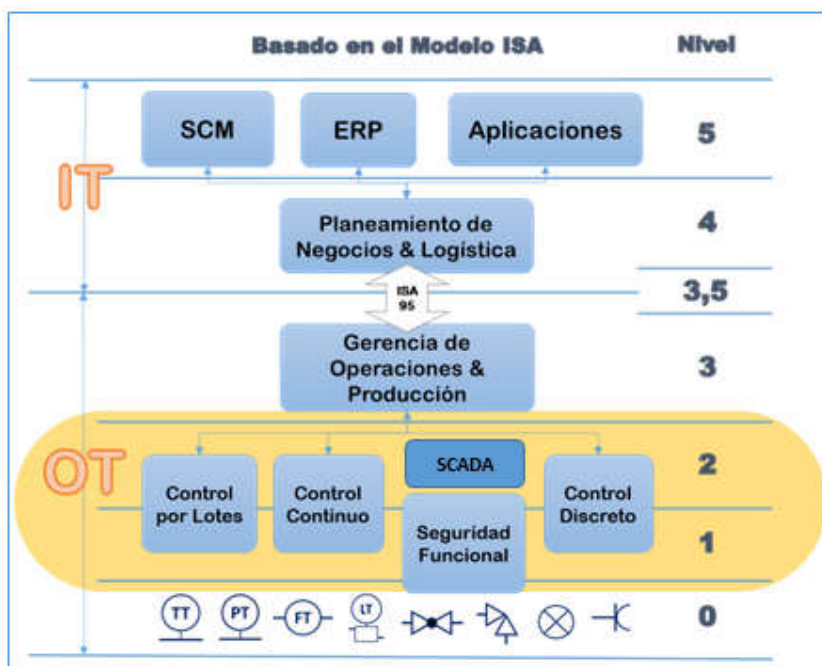 Basado en el Modelo ISA
Nivel
SCM
ERP
Aplicaciones
5
IT
Planeamiento de
Negocios & Logística
4
ISA
95
3,5
Gerencia de
Operaciones &
Producción
3
OT
SCADA
2
Control
por Lotes
Control
Continuo
Control
Discreto
Seguridad
Funcional
1
TT
PT
FT
LT
0